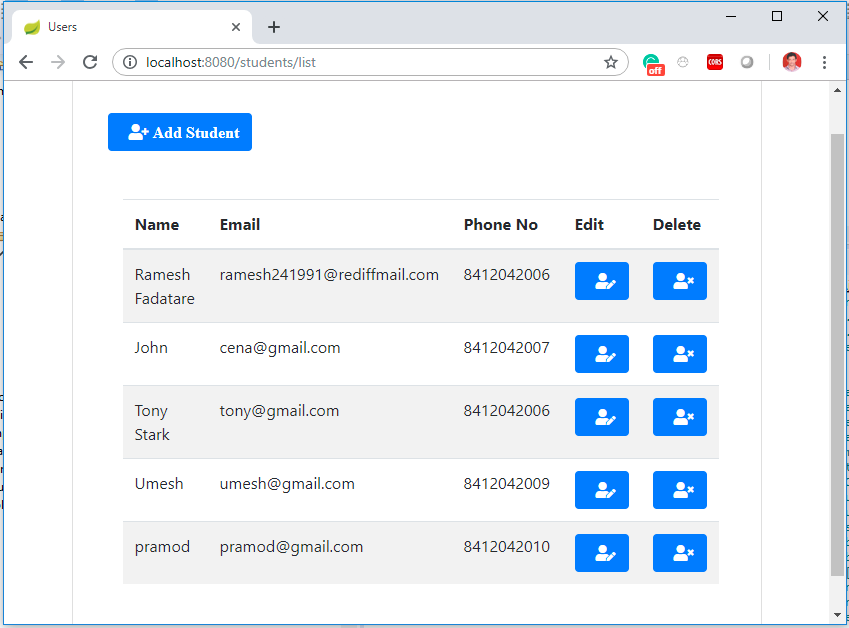 Users
localhost:8080/students/list
off
CORS
Add Student
Name Email Phone No Edit Delete
Ramesh ramesh241991@rediffmail.com 8412042006
Fadatare
John cena@gmail.com 8412042007
Tony tony@gmail.com 8412042006
Stark
Umesh umesh@gmail.com 8412042009
pramod pramod@gmail.com 8412042010